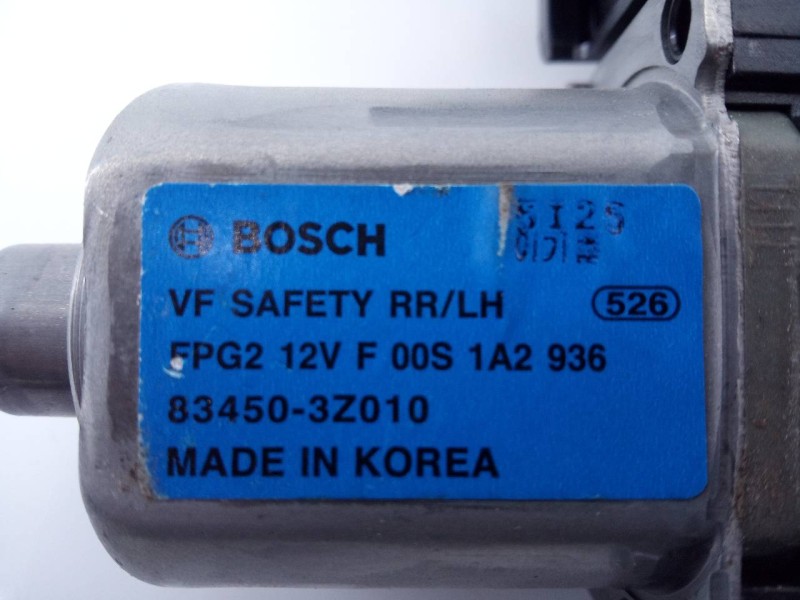 BOSCH
VF SAFETY RR/LH 526
FPG2 12V F 00S 1A2 936
83450-3Z010
MADE IN KOREA